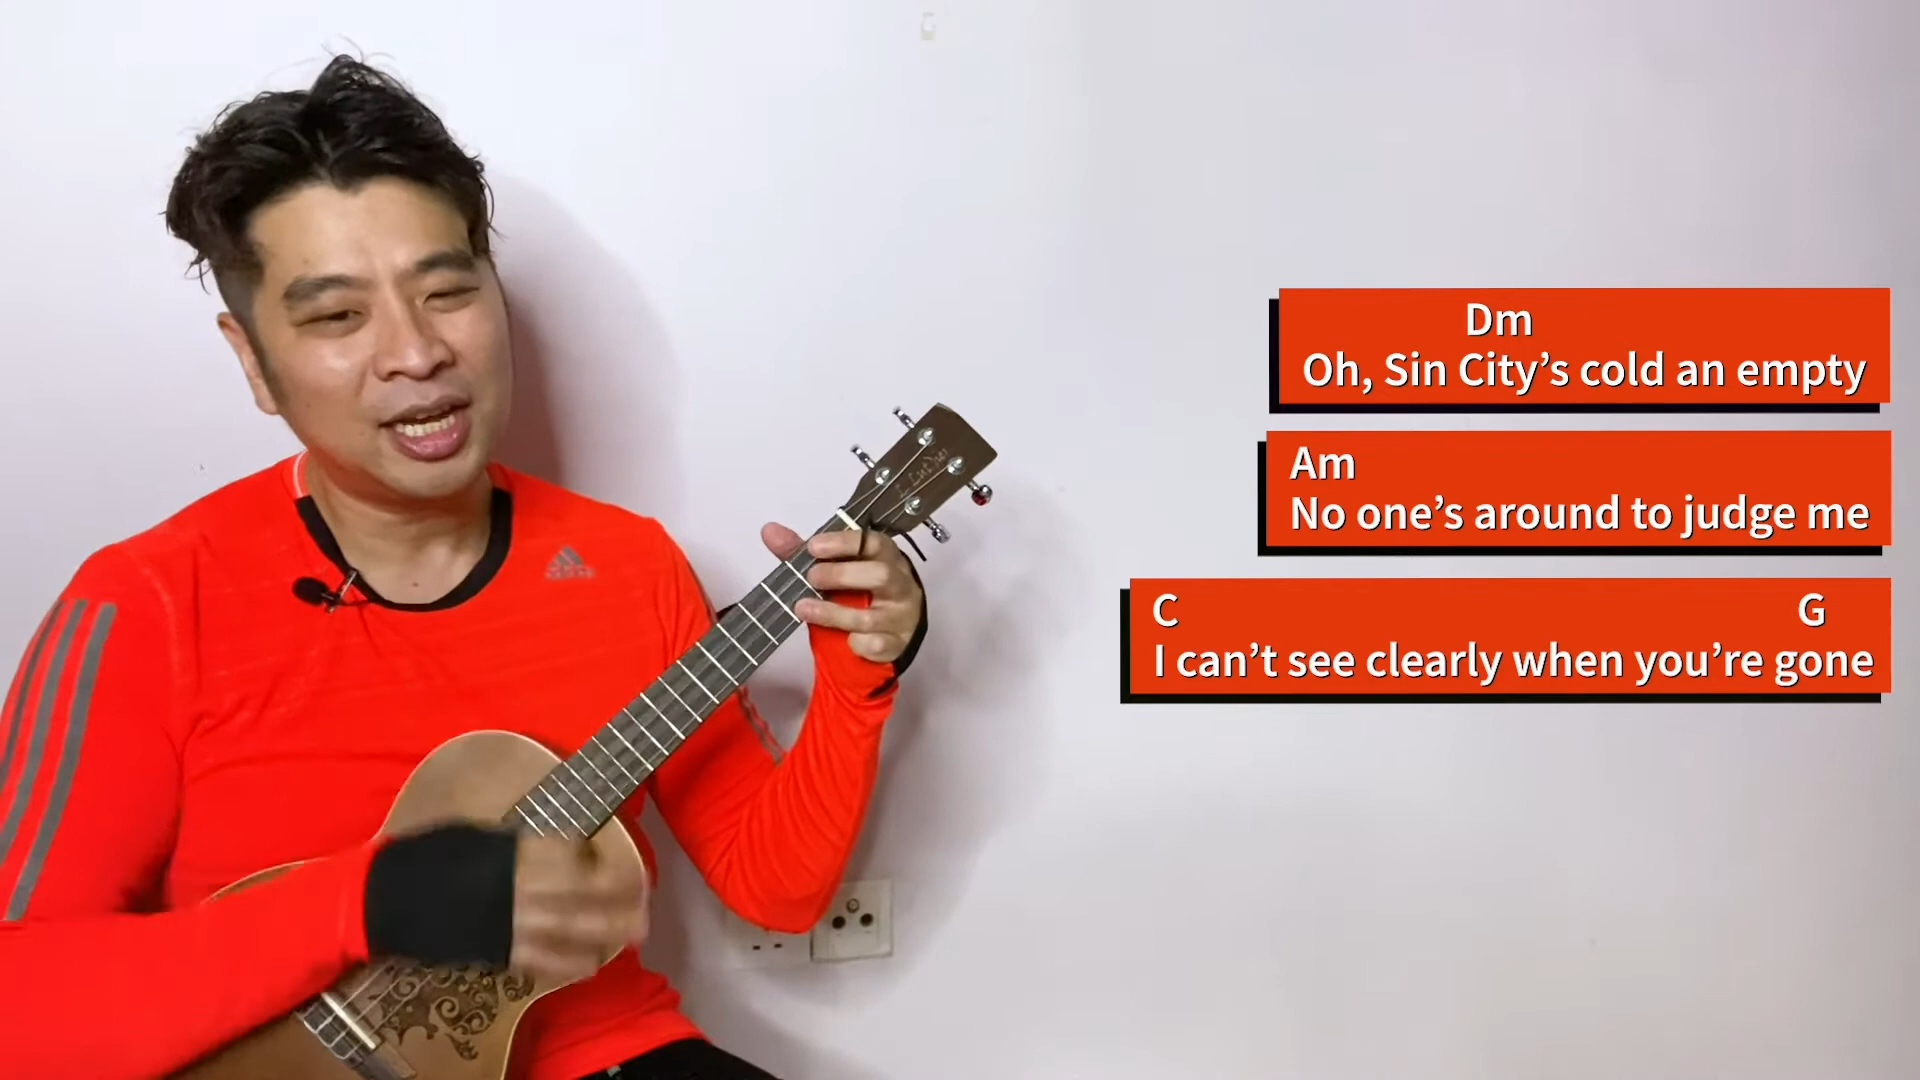 Dm
Oh, Sin City’s cold an empty
Am
No one’s around to judge me
C G
I can’t see clearly when you’re gone